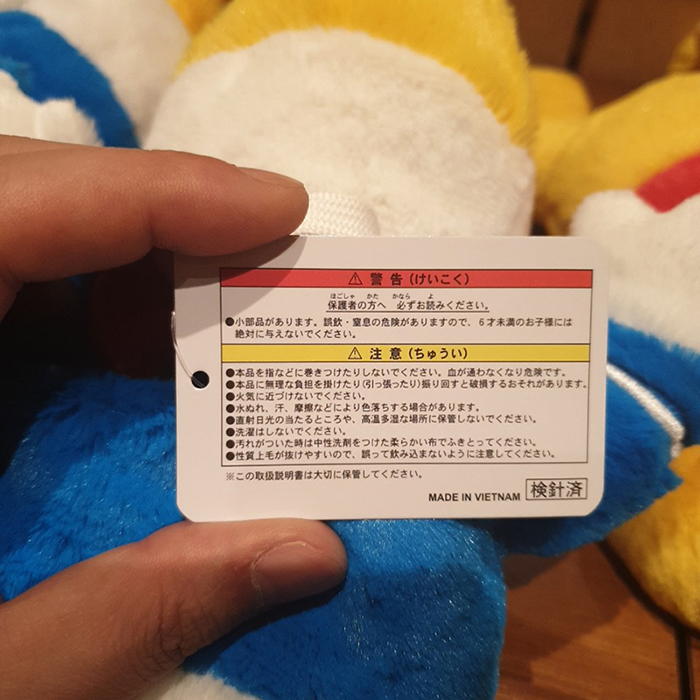 ⚠ 警告(けいこく)
ほごしゃ かた かなら よ
保護者の方へ 必ずお読みください。
●小部品があります。誤飲・窒息の危険がありますので、6才未満のお子様には
絶対に与えないでください。
⚠ 注意(ちゅうい)
●本品を指などに巻きつけたりしないでください。血が通わなくなり危険です。
●本品に無理な負担を掛けたり(引っ張ったり)振り回すと破損するおそれがあります。
●火気に近づけないでください。
●水ぬれ、汗、摩擦などにより色落ちする場合があります。
●直射日光の当たるところや、高温多湿な場所に保管しないでください。
●洗濯はしないでください。
●汚れがついた時は中性洗剤をつけた柔らかい布でふきとってください。
●性質上毛が抜けやすいので、誤って飲み込まないように注意してください。
※この取扱説明書は大切に保管してください。
MADE IN VIETNAM 検針済